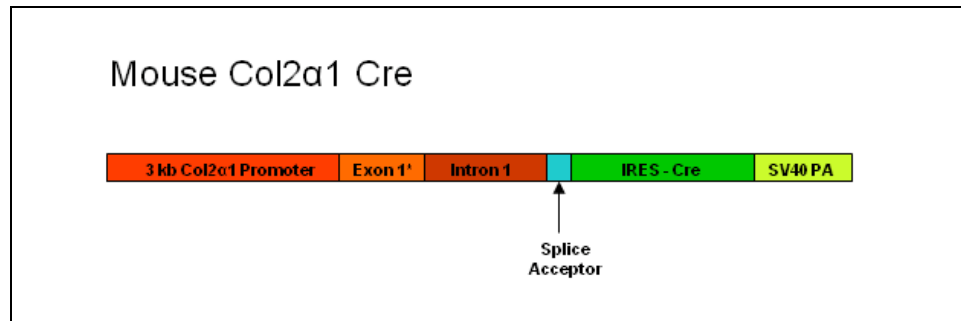 Mouse Col2α1 Cre
3 kb Col2α1 Promoter Exon 1* Intron 1 IRES - Cre SV40 PA
Splice
Acceptor